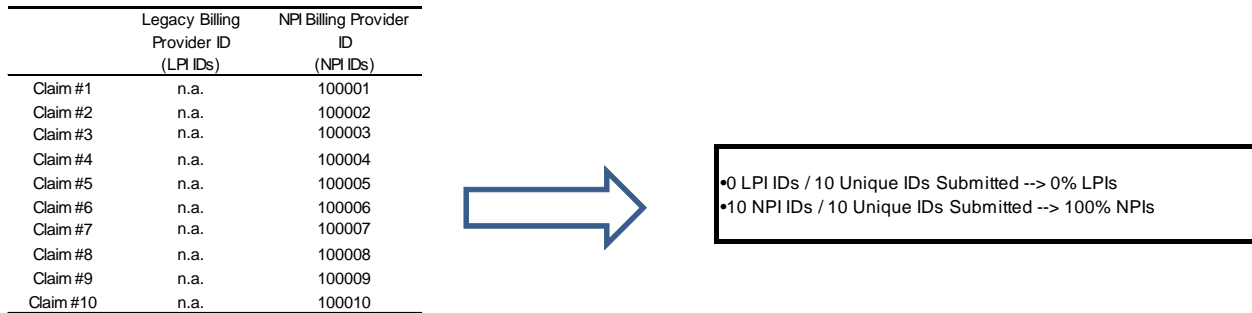 Legacy Billing Provider ID (LPI IDs) NPI Billing Provider ID (NPI IDs)
Claim #1 n.a. 100001
Claim #2 n.a. 100002
Claim #3 n.a. 100003
Claim #4 n.a. 100004
Claim #5 n.a. 100005
Claim #6 n.a. 100006
Claim #7 n.a. 100007
Claim #8 n.a. 100008
Claim #9 n.a. 100009
Claim #10 n.a. 100010
•0 LPI IDs / 10 Unique IDs Submitted --> 0% LPIs
•10 NPI IDs / 10 Unique IDs Submitted --> 100% NPIs